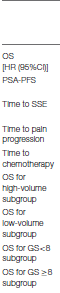 OS
[HR (95%CI)]
PSA-PFS
Time to SSE
Time to pain
progression
Time to
chemotherapy
OS for
high-volume
subgroup
OS for
low-volume
subgroup
OS for GS<8
subgroup
OS for GS ≥8
subgroup